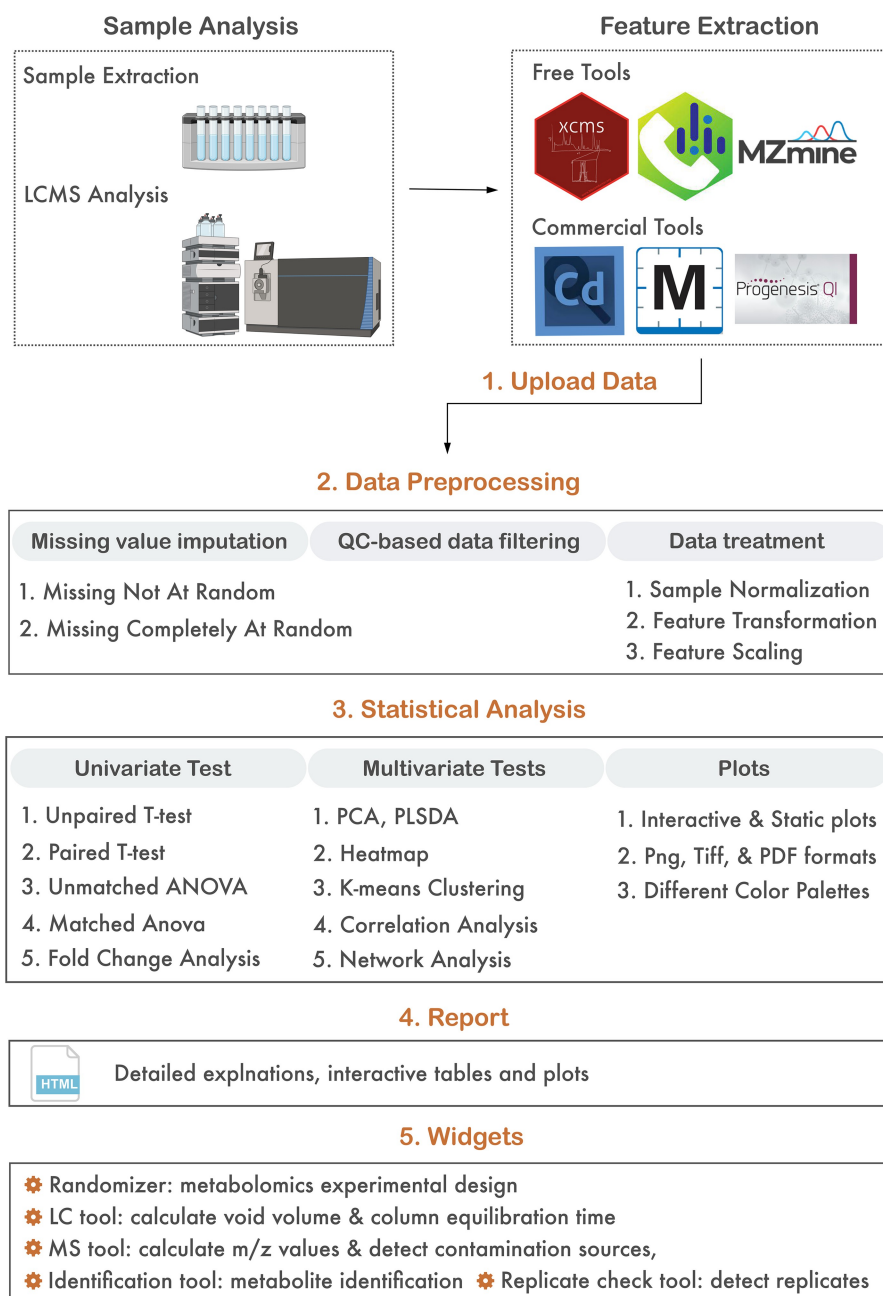 Sample Analysis
Feature Extraction
Sample Extraction
LCMS Analysis
Free Tools
xcms
MZmine
Commercial Tools
Cd
M
Progenesis QI
1. Upload Data
2. Data Preprocessing
Missing value imputation
1. Missing Not At Random
2. Missing Completely At Random
QC-based data filtering
Data treatment
1. Sample Normalization
2. Feature Transformation
3. Feature Scaling
3. Statistical Analysis
Univariate Test
1. Unpaired T-test
2. Paired T-test
3. Unmatched ANOVA
4. Matched Anova
5. Fold Change Analysis
Multivariate Tests
1. PCA, PLSDA
2. Heatmap
3. K-means Clustering
4. Correlation Analysis
5. Network Analysis
Plots
1. Interactive & Static plots
2. Png, Tiff, & PDF formats
3. Different Color Palettes
4. Report
HTML
Detailed explnations, interactive tables and plots
5. Widgets
Randomizer: metabolomics experimental design
LC tool: calculate void volume & column equilibration time
MS tool: calculate m/z values & detect contamination sources,
Identification tool: metabolite identification
Replicate check tool: detect replicates